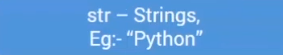 str – Strings,
Eg:- “Python”